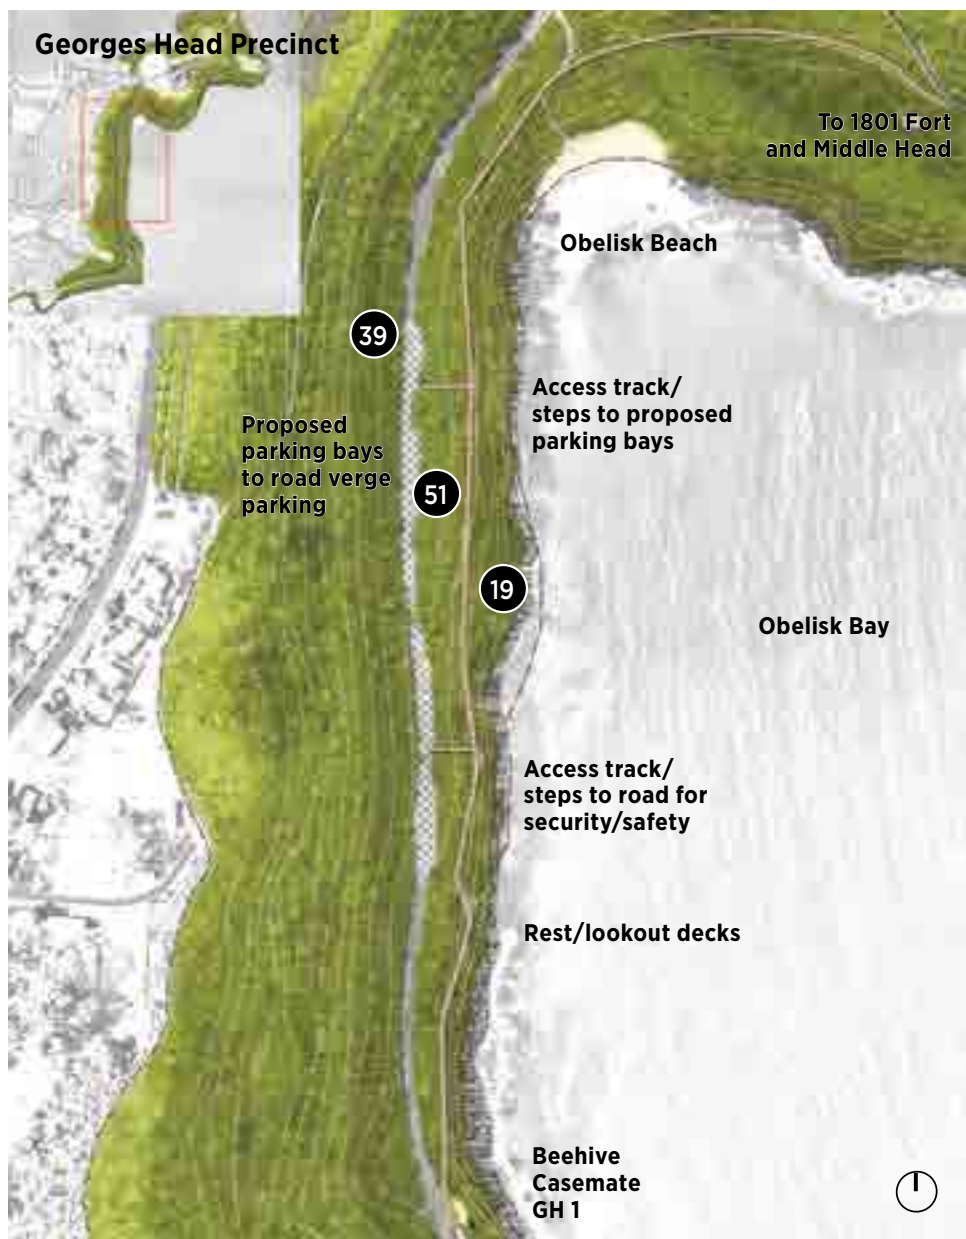 Georges Head Precinct
To 1801 Fort
and Middle Head
Obelisk Beach
39
Access track/
steps to proposed
parking bays
Proposed
parking bays
to road verge
parking
51
19
Obelisk Bay
Access track/
steps to road for
security/safety
Rest/lookout decks
Beehive
Casemate
GH 1